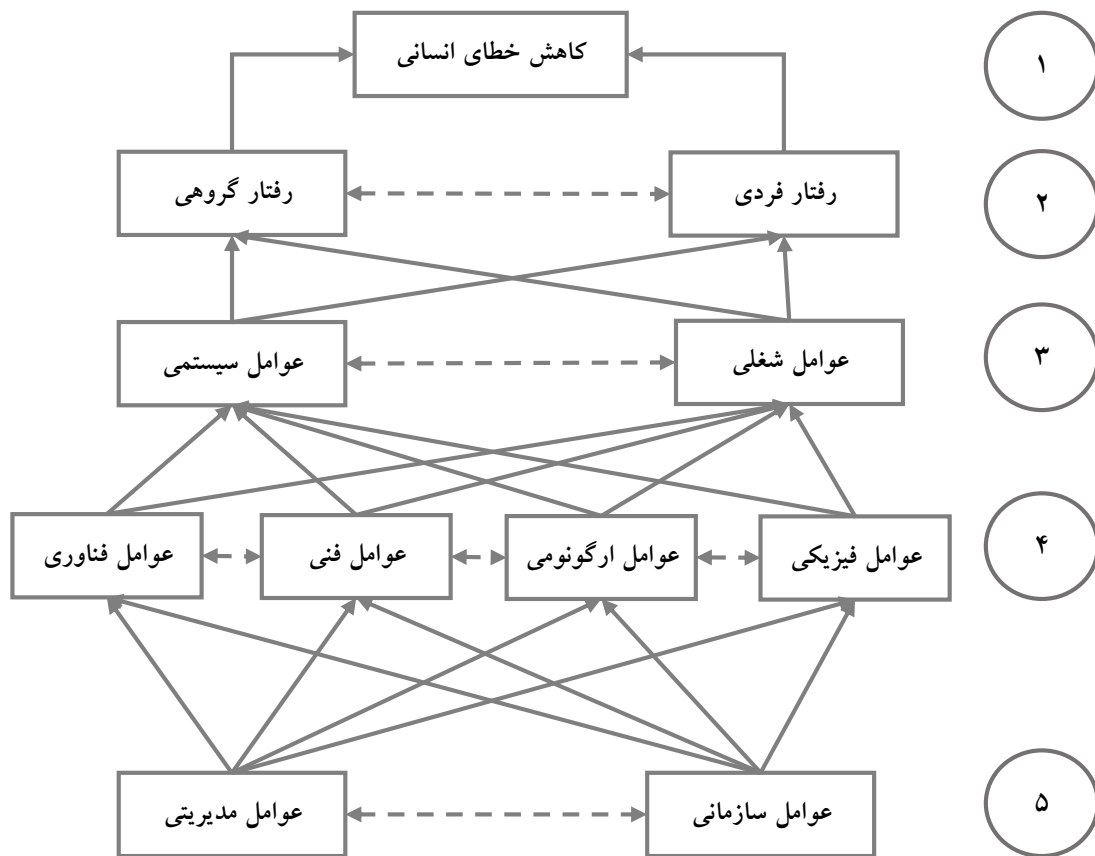 کاهش خطای انسانی
۱
رفتار فردی
رفتار گروهی
۲
عوامل شغلی
عوامل سیستمی
۳
عوامل فیزیکی
عوامل ارگونومی
عوامل فنی
عوامل فناوری
۴
عوامل سازمانی
عوامل مدیریتی
۵